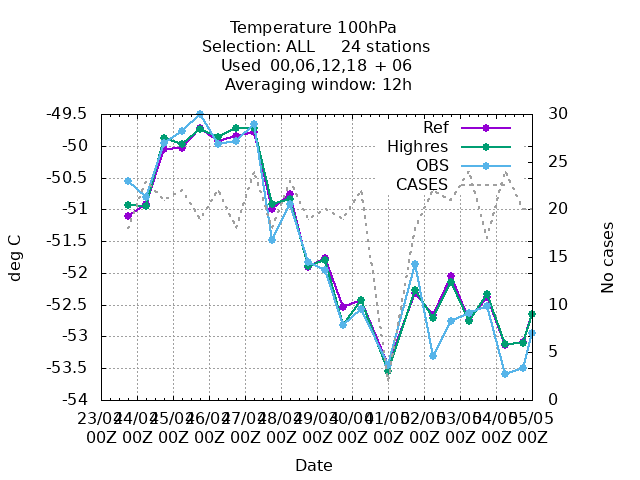 Temperature 100hPa
Selection: ALL 24 stations
Used 00,06,12,18 + 06
Averaging window: 12h
-49.5
-50
-50.5
-51
-51.5
-52
-52.5
-53
-53.5
-54
30
25
20
15
10
5
0
Ref
Highres
OBS
CASES
deg C
No cases
23/04 24/04 25/04 26/04 27/04 28/04 29/04 30/04 01/05 02/05 03/05 04/05 05/05
00Z 00Z 00Z 00Z 00Z 00Z 00Z 00Z 00Z 00Z 00Z 00Z 00Z
Date